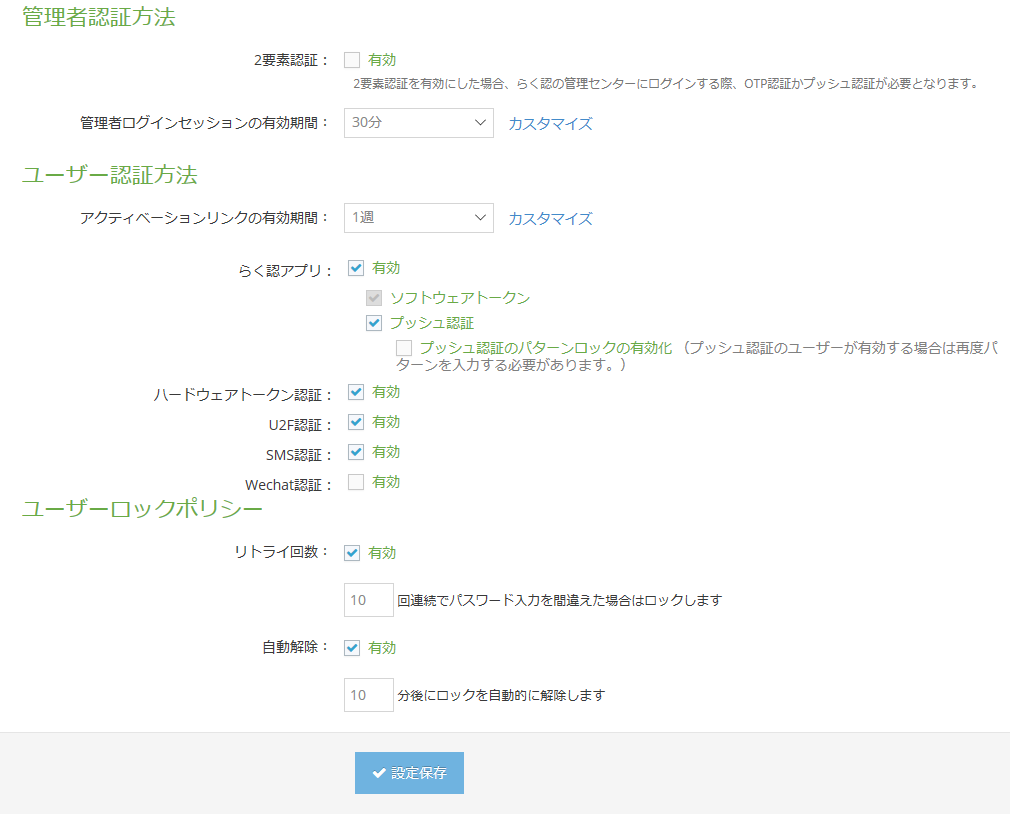 管理者認証方法
2要素認証： 有効
2要素認証を有効にした場合、らく認の管理センターにログインする際、OTP認証かプッシュ認証が必要となります。
管理者ログインセッションの有効期間： 30分 カスタマイズ
ユーザー認証方法
アクティベーションリンクの有効期間： 1週 カスタマイズ
らく認アプリ： 有効
ソフトウェアトークン
プッシュ認証
プッシュ認証のパターンロックの有効化 （プッシュ認証のユーザーが有効する場合は再度パ
ターンを入力する必要があります。）
ハードウェアトークン認証： 有効
U2F認証： 有効
SMS認証： 有効
Wechat認証： 有効
ユーザーロックポリシー
リトライ回数： 有効
10 回連続でパスワード入力を間違えた場合はロックします
自動解除： 有効
10 分後にロックを自動的に解除します
設定保存